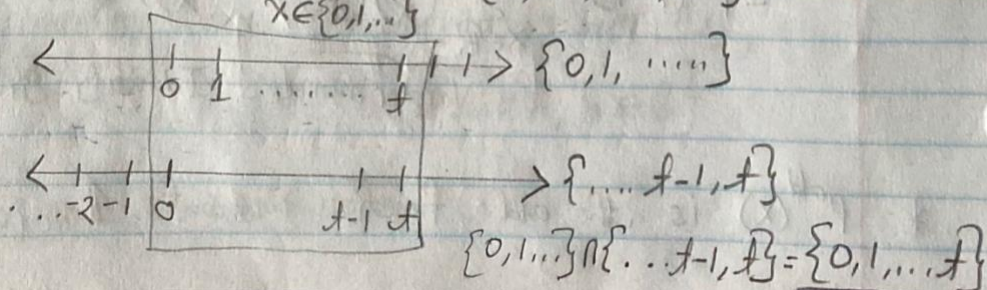 X∈{0,1,...}
{0,1,......}
0 1 ........ t
{....t-1,t}
...-2 -1 0 t-1 t
{0,1,...}∩{...t-1,t}={0,1,...t}